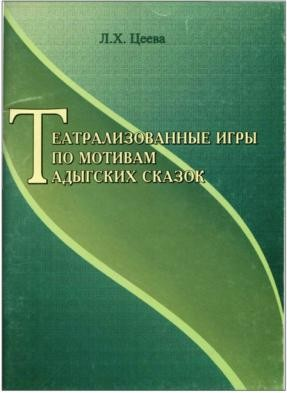 Л.Х. Цеева
ТЕАТРАЛИЗОВАННЫЕ ИГРЫ
ПО МОТИВАМ
АДЫГСКИХ СКАЗОК